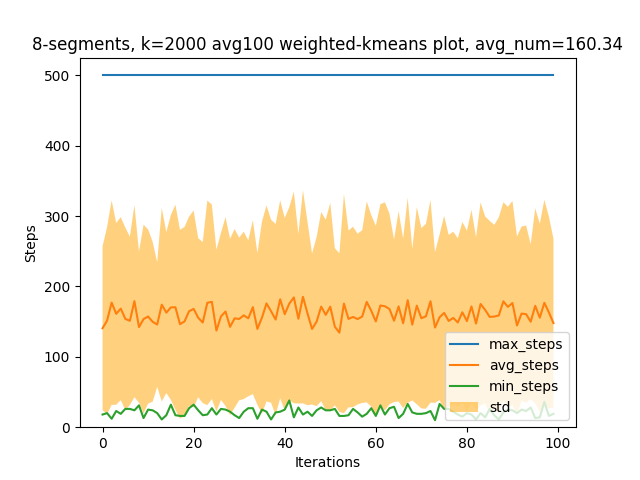 8-segments, k=2000 avg100 weighted-kmeans plot, avg_num=160.34
500
400
300
200
100
0
Steps
max_steps
avg_steps
min_steps
std
0 20 40 60 80 100
Iterations